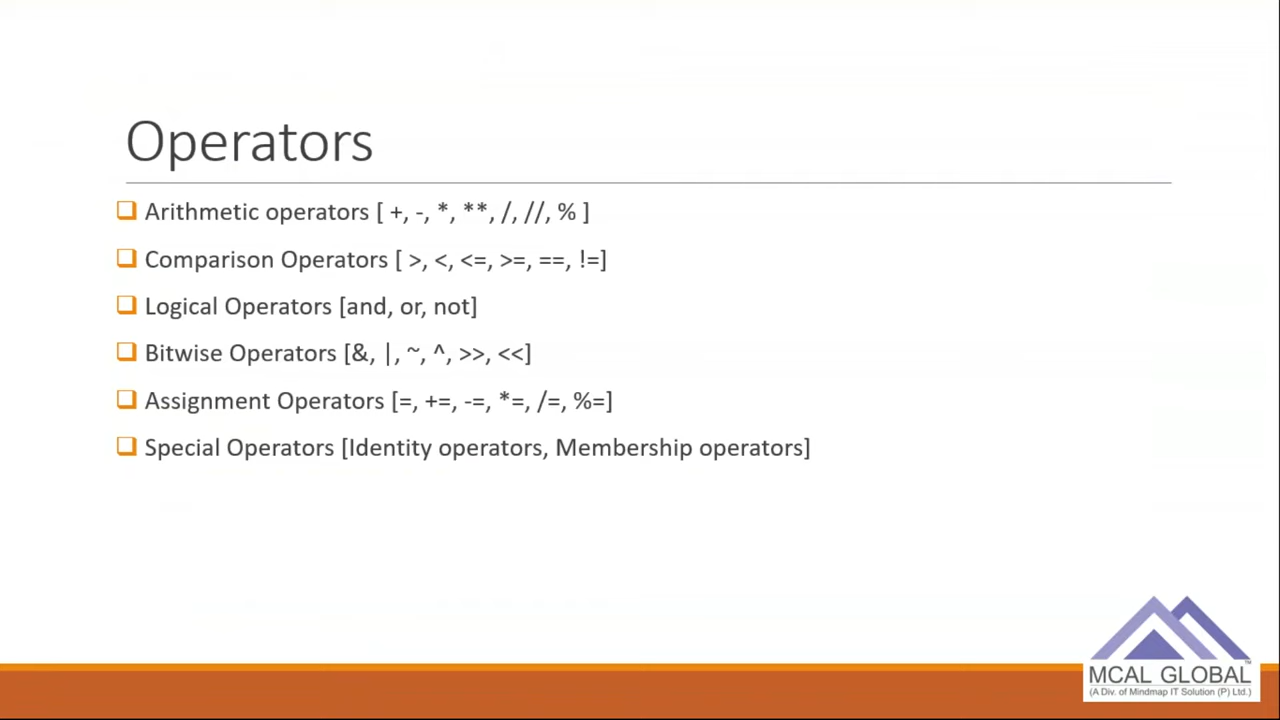 Operators
Arithmetic operators [ +, -, *, **, /, //, % ]
Comparison Operators [ >, <, <=, >=, ==, !=]
Logical Operators [and, or, not]
Bitwise Operators [&, |, ~, ^, >>, <<]
Assignment Operators [=, +=, -=, *=, /=, %=]
Special Operators [Identity operators, Membership operators]
MCAL GLOBAL™
(A Div. of Mindmap IT Solution (P) Ltd.)